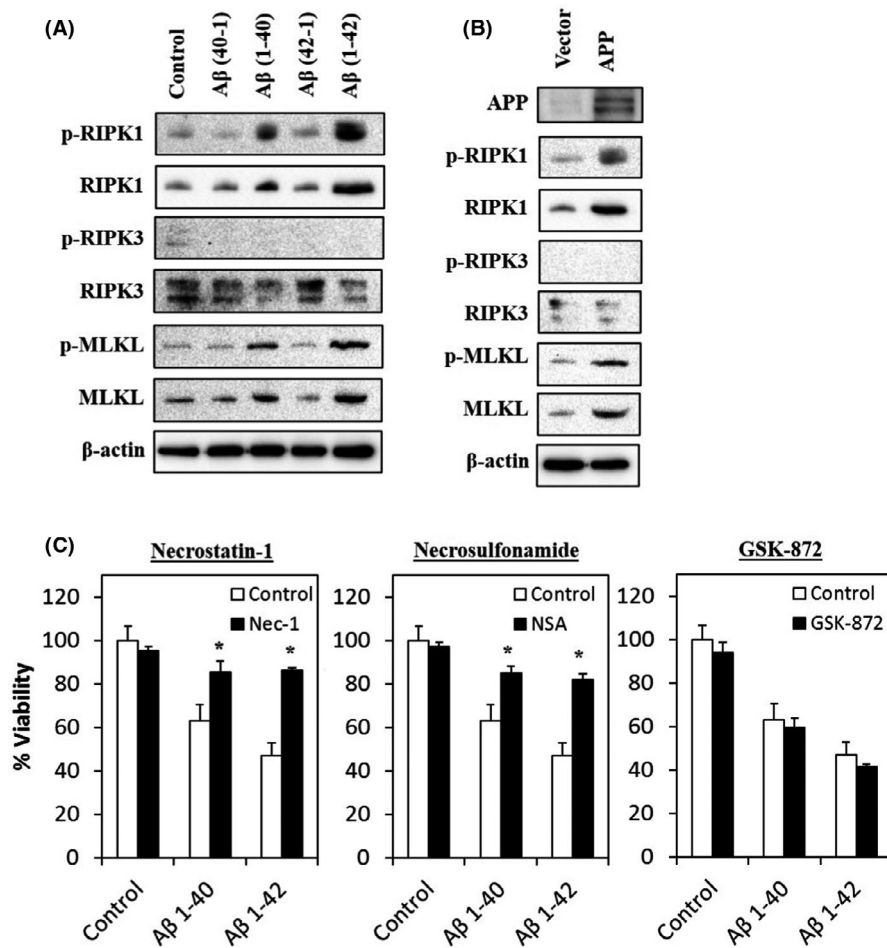 (A)
Control
Aβ (40-1)
Aβ (1-40)
Aβ (42-1)
Aβ (1-42)
p-RIPK1
RIPK1
p-RIPK3
RIPK3
p-MLKL
MLKL
β-actin
(B)
Vector
APP
APP
p-RIPK1
RIPK1
p-RIPK3
RIPK3
p-MLKL
MLKL
β-actin
(C)
Necrostatin-1
% Viability
120
100
80
60
40
20
0
Control
Nec-1
*
*
Control
Aβ 1-40
Aβ 1-42
Necrosulfonamide
120
100
80
60
40
20
0
Control
NSA
*
*
Control
Aβ 1-40
Aβ 1-42
GSK-872
120
100
80
60
40
20
0
Control
GSK-872
Control
Aβ 1-40
Aβ 1-42